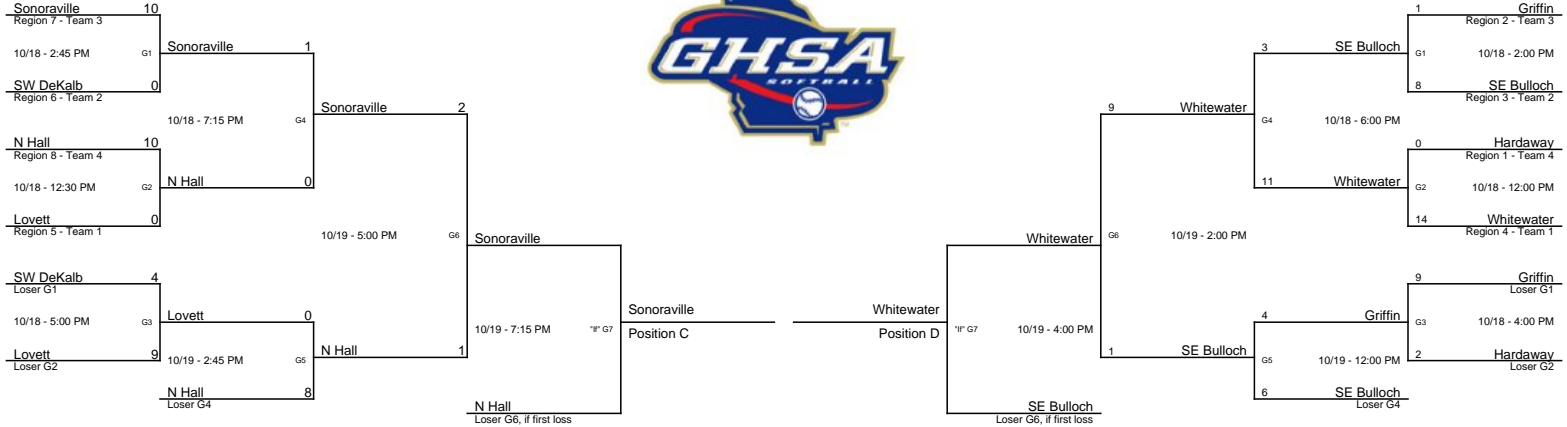 Sonoraville 10
Region 7 - Team 3
10/18 - 2:45 PM G1
SW DeKalb 0
Region 6 - Team 2
Sonoraville 1
10/18 - 7:15 PM G4
N Hall 10
Region 8 - Team 4
10/18 - 12:30 PM G2
N Hall 0
Lovett 0
Region 5 - Team 1
Sonoraville 2
10/19 - 5:00 PM G6
SW DeKalb 4
Loser G1
10/18 - 5:00 PM G3
Lovett 9
Loser G2
Lovett 0
10/19 - 2:45 PM G5
N Hall 8
Loser G4
N Hall 1
Sonoraville
10/19 - 7:15 PM "If" G7
N Hall
Loser G6, if first loss
Sonoraville
Position C
GHSA
SOFTBALL
Whitewater
Position D
Whitewater
"If" G7 10/19 - 4:00 PM
SE Bulloch
Loser G6, if first loss
9 Whitewater
G6 10/19 - 2:00 PM
1 SE Bulloch
3 SE Bulloch
G4 10/18 - 6:00 PM
11 Whitewater
4 Griffin
G5 10/19 - 12:00 PM
6 SE Bulloch
Loser G4
1 Griffin
Region 2 - Team 3
G1 10/18 - 2:00 PM
8 SE Bulloch
Region 3 - Team 2
0 Hardaway
Region 1 - Team 4
G2 10/18 - 12:00 PM
14 Whitewater
Region 4 - Team 1
9 Griffin
Loser G1
G3 10/18 - 4:00 PM
2 Hardaway
Loser G2